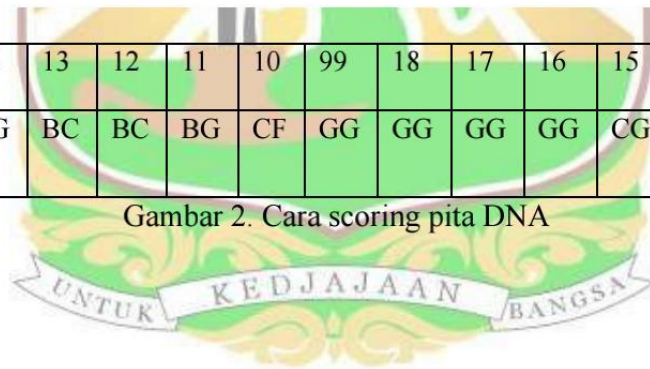 13 12 11 10 99 18 17 16 15
G BC BC BG CF GG GG GG GG CG
Gambar 2. Cara scoring pita DNA
UNTUK KEDJAJAAN BANGSA